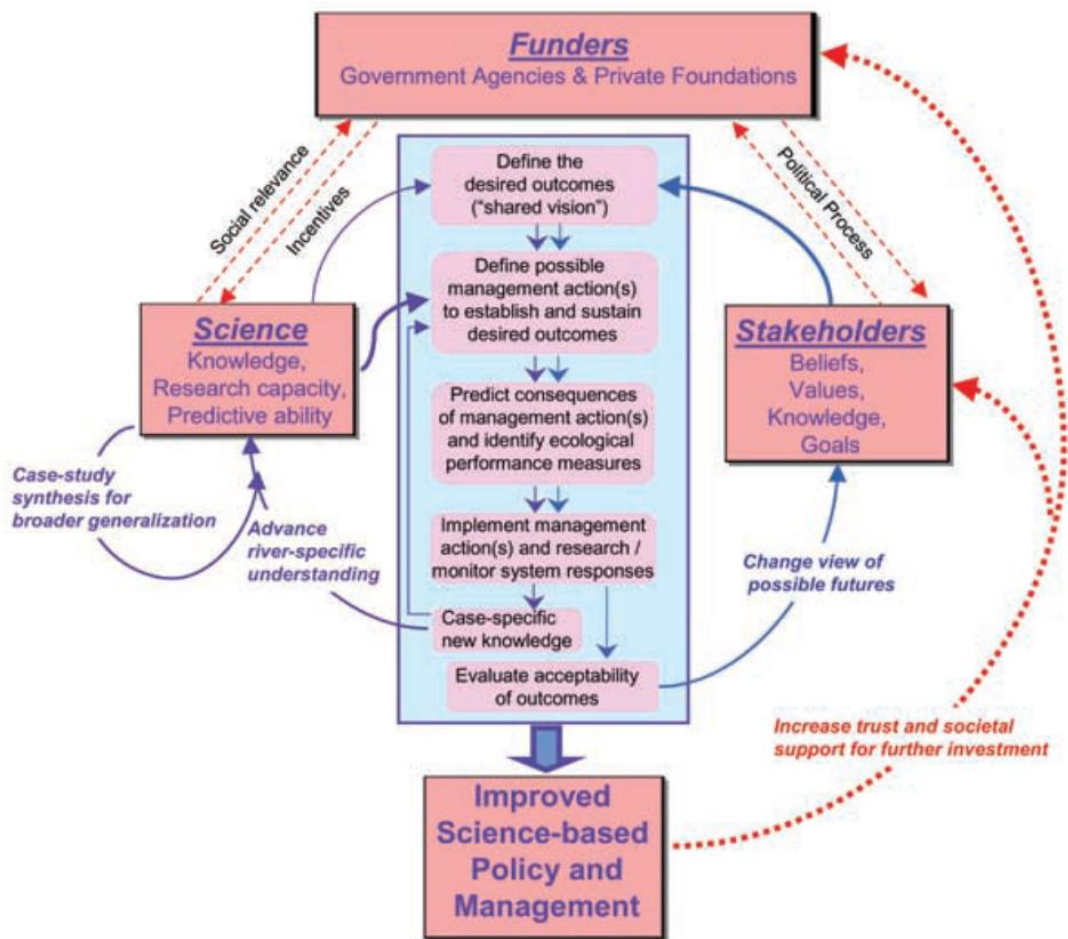 Funders
Government Agencies & Private Foundations
Social relevance
Incentives
Political Process
Define the
desired outcomes
("shared vision")
Define possible
management action(s)
to establish and sustain
desired outcomes
Science
Knowledge,
Research capacity,
Predictive ability
Stakeholders
Beliefs,
Values,
Knowledge,
Goals
Predict consequences
of management action(s)
and identify ecological
performance measures
Case-study
synthesis for
broader generalization
Advance
river-specific
understanding
Implement management
action(s) and research /
monitor system responses
Change view of
possible futures
Case-specific
new knowledge
Evaluate acceptability
of outcomes
Increase trust and societal
support for further investment
Improved
Science-based
Policy and
Management